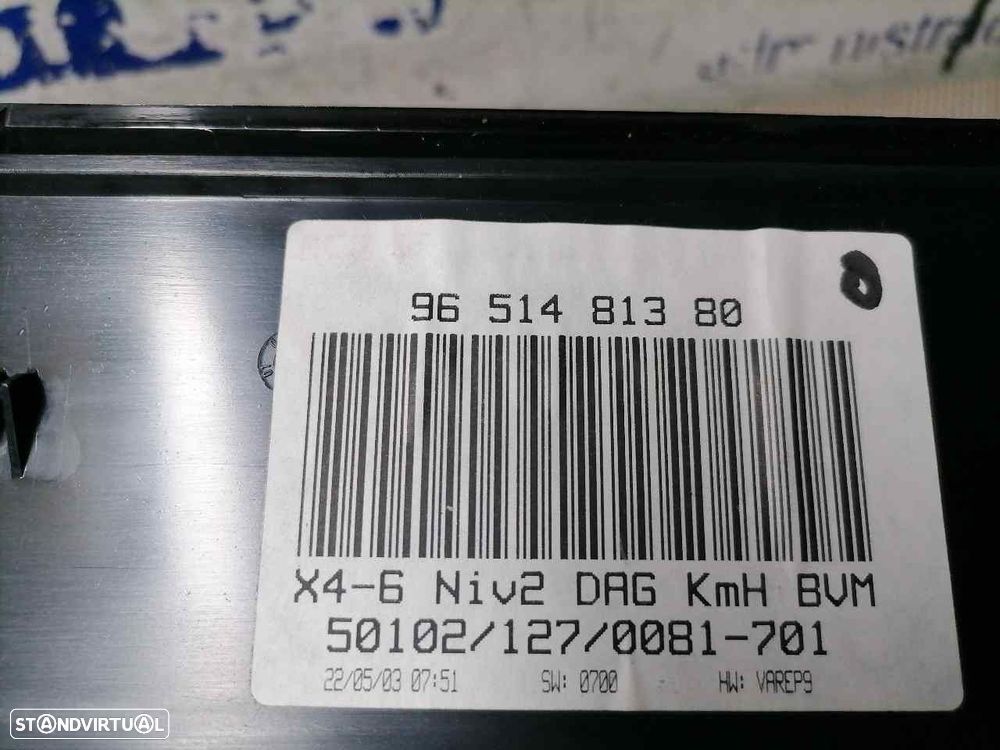 96 514 813 80
X4-6 Niv2 DAG KmH BVM
50102/127/0081-701
22/05/03 07:51 SW: 0700 HW: VAREP9
STANDVIRTUAL